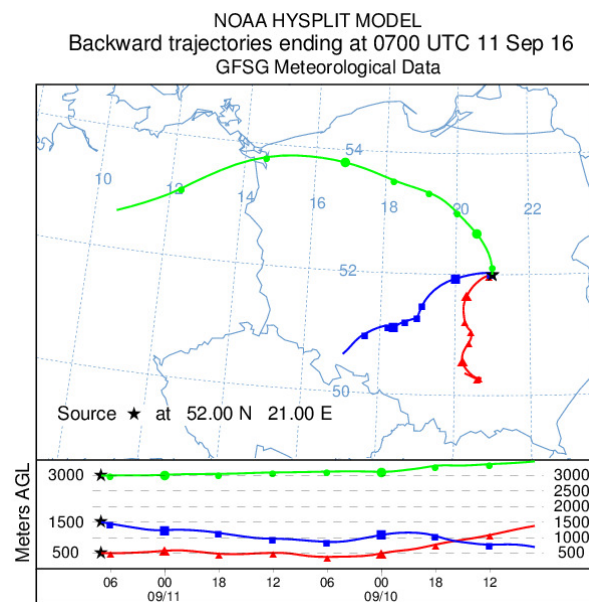 NOAA HYSPLIT MODEL
Backward trajectories ending at 0700 UTC 11 Sep 16
GFSG Meteorological Data
54
10 12 14 16 18 20 22
52
50
Source ★ at 52.00 N 21.00 E
Meters AGL
3000 3000
2500
2000
1500 1500
1000
500 500
06 00 18 12 06 00 18 12
09/11 09/10